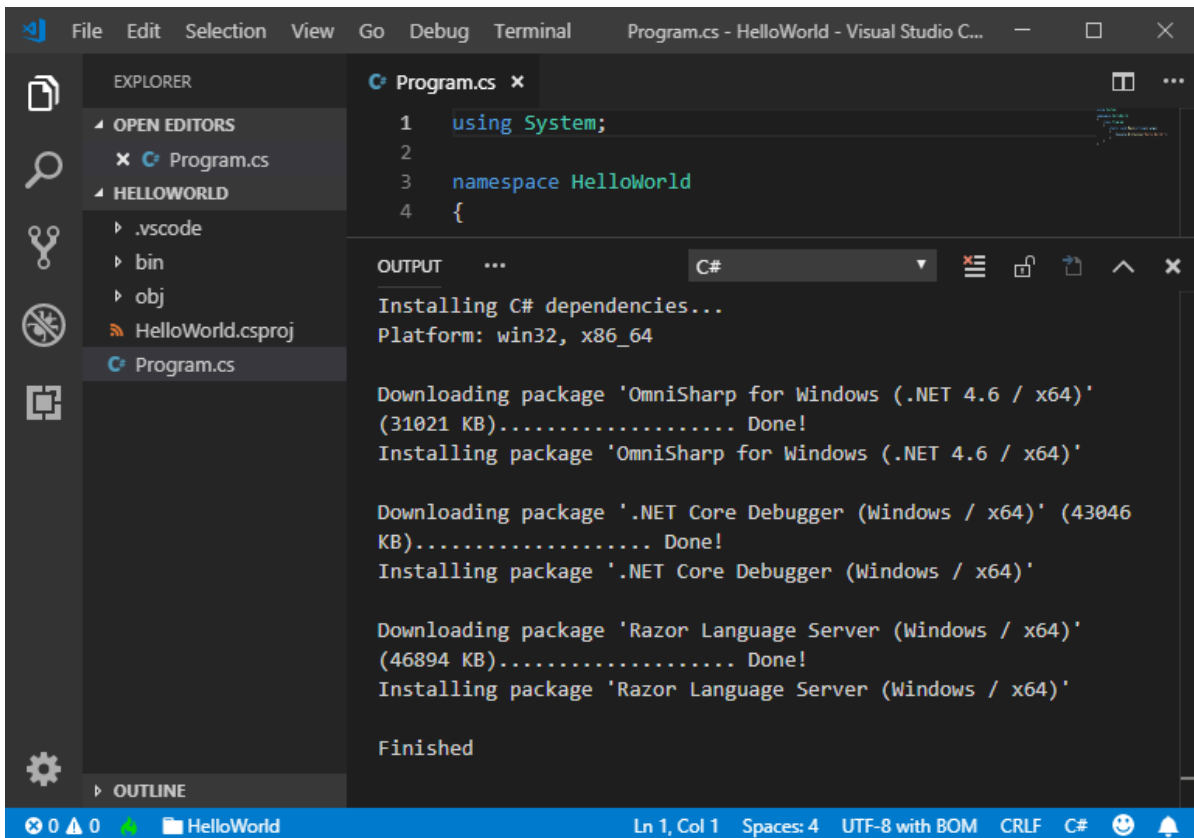 File Edit Selection View Go Debug Terminal Program.cs - HelloWorld - Visual Studio C...
EXPLORER
OPEN EDITORS
Program.cs
HELLOWORLD
.vscode
bin
obj
HelloWorld.csproj
Program.cs
OUTLINE
Program.cs
1 using System;
2
3 namespace HelloWorld
4 {
OUTPUT ... C#
Installing C# dependencies...
Platform: win32, x86_64
Downloading package 'OmniSharp for Windows (.NET 4.6 / x64)'
(31021 KB).................... Done!
Installing package 'OmniSharp for Windows (.NET 4.6 / x64)'
Downloading package '.NET Core Debugger (Windows / x64)' (43046
KB).................... Done!
Installing package '.NET Core Debugger (Windows / x64)'
Downloading package 'Razor Language Server (Windows / x64)'
(46894 KB).................... Done!
Installing package 'Razor Language Server (Windows / x64)'
Finished
0 0 HelloWorld Ln 1, Col 1 Spaces: 4 UTF-8 with BOM CRLF C#